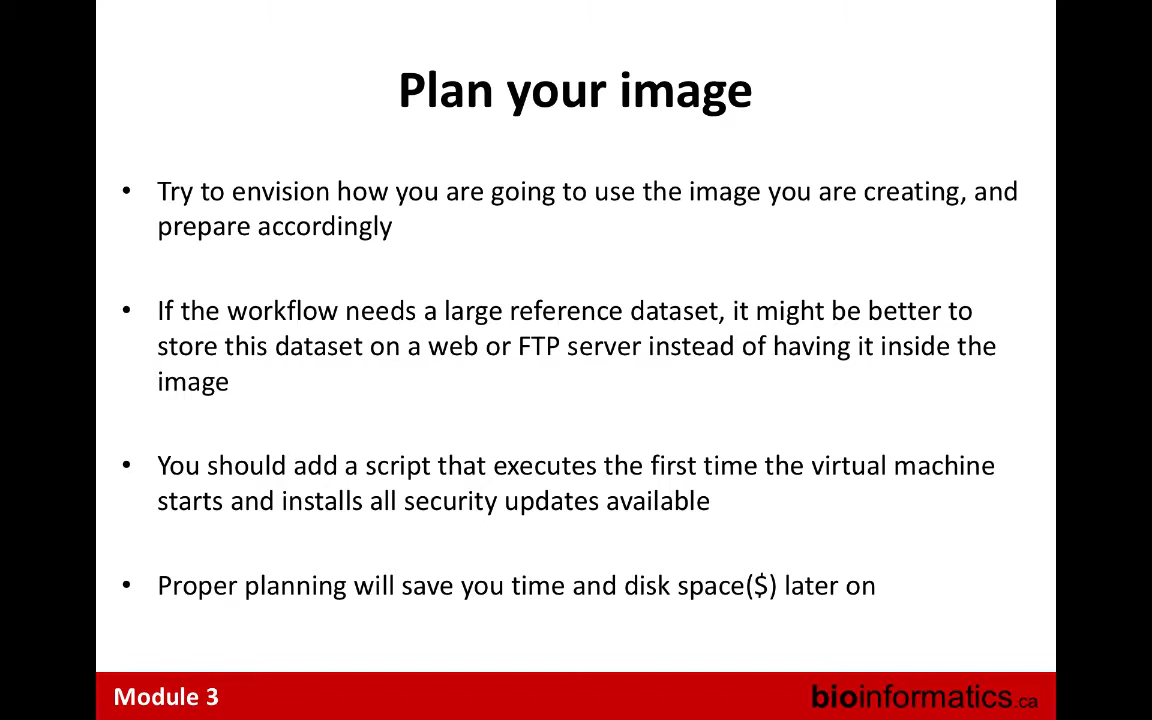 Plan your image
• Try to envision how you are going to use the image you are creating, and
prepare accordingly
• If the workflow needs a large reference dataset, it might be better to
store this dataset on a web or FTP server instead of having it inside the
image
• You should add a script that executes the first time the virtual machine
starts and installs all security updates available
• Proper planning will save you time and disk space($) later on
Module 3
bioinformatics.ca